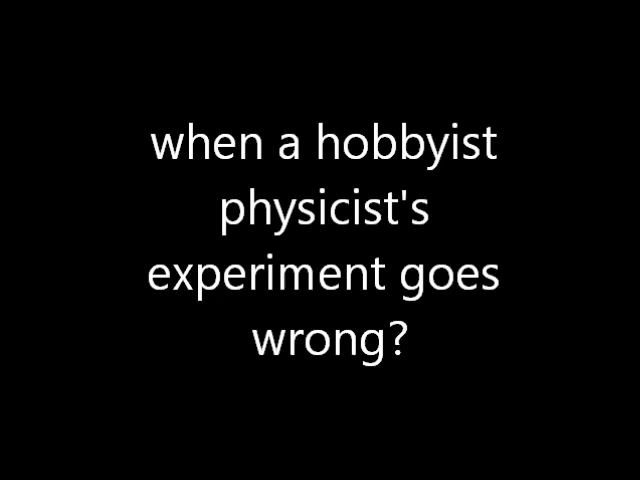 when a hobbyist
physicist's
experiment goes
wrong?